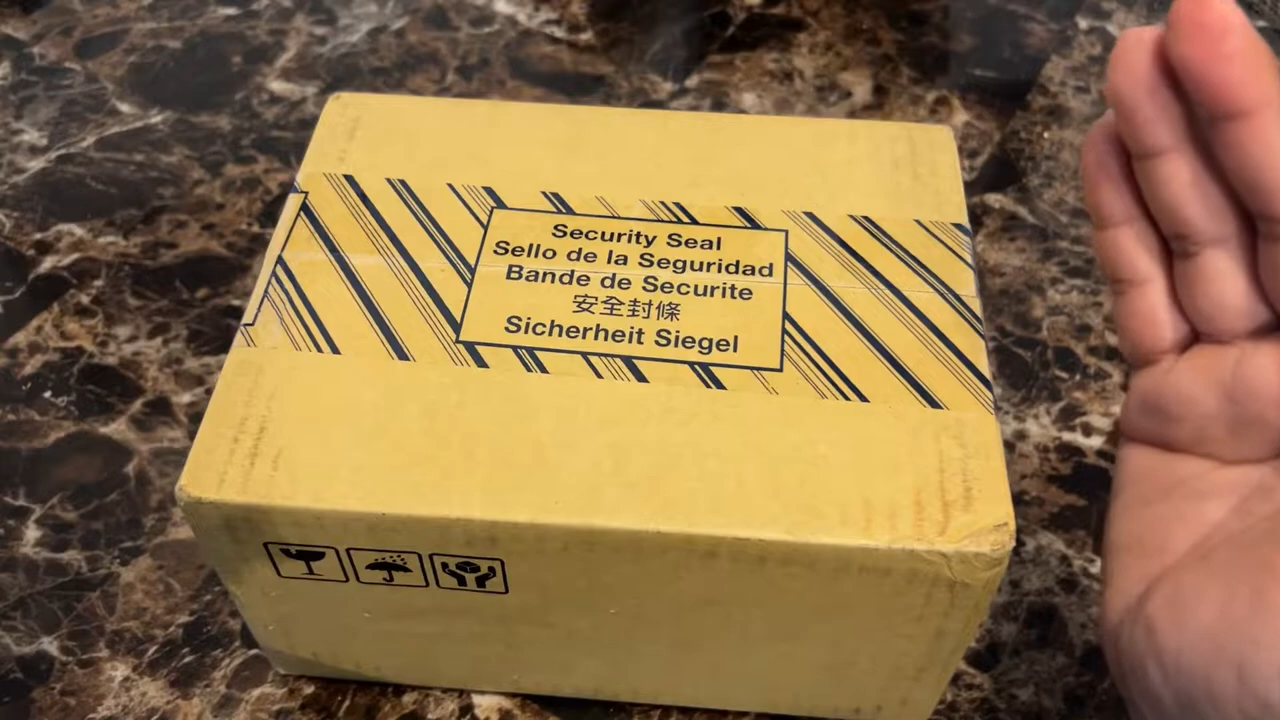 Security Seal
Sello de la Seguridad
Bande de Securite
安全封條
Sicherheit Siegel